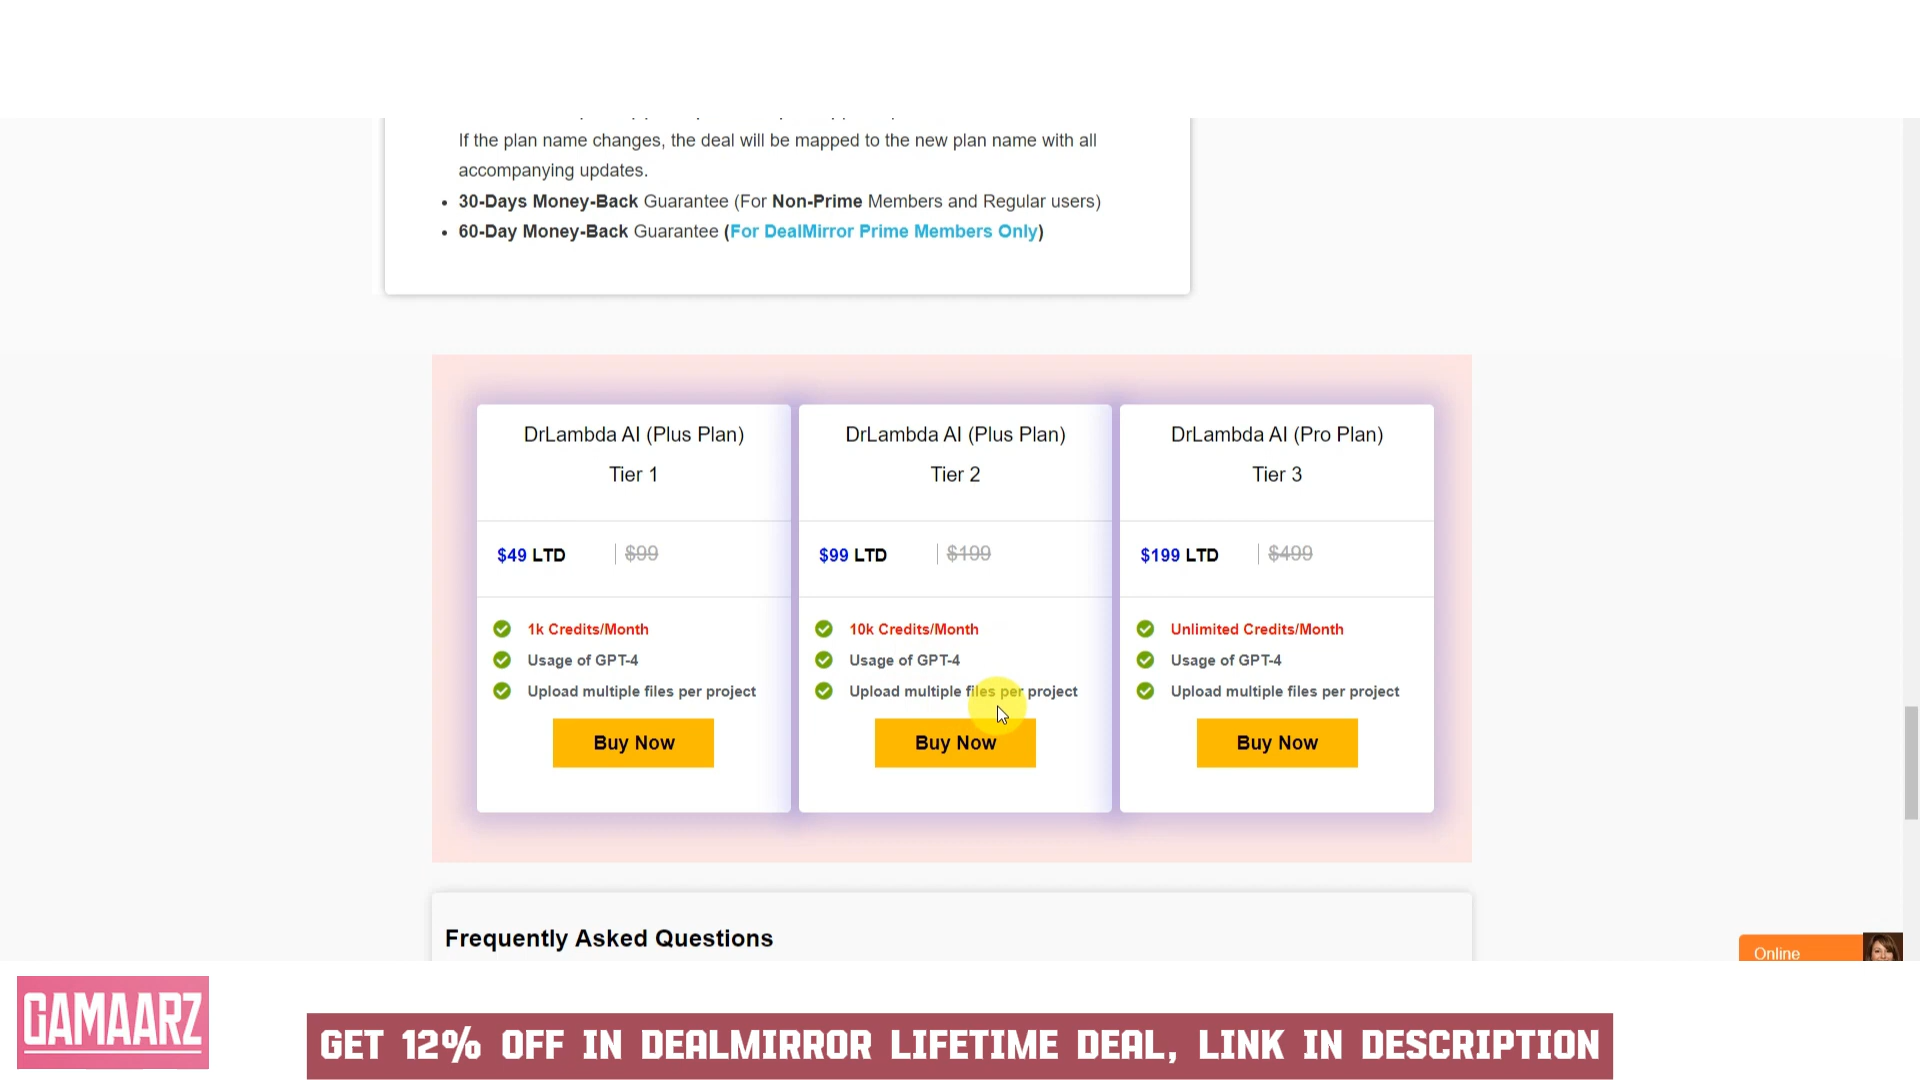 If the plan name changes, the deal will be mapped to the new plan name with all
accompanying updates.
30-Days Money-Back Guarantee (For Non-Prime Members and Regular users)
60-Day Money-Back Guarantee (For DealMirror Prime Members Only)
DrLambda AI (Plus Plan)
Tier 1
$49 LTD
$99
1k Credits/Month
Usage of GPT-4
Upload multiple files per project
Buy Now
DrLambda AI (Plus Plan)
Tier 2
$99 LTD
$199
10k Credits/Month
Usage of GPT-4
Upload multiple files per project
Buy Now
DrLambda AI (Pro Plan)
Tier 3
$199 LTD
$499
Unlimited Credits/Month
Usage of GPT-4
Upload multiple files per project
Buy Now
Frequently Asked Questions
Online
GAMAARZ
GET 12% OFF IN DEALMIRROR LIFETIME DEAL, LINK IN DESCRIPTION